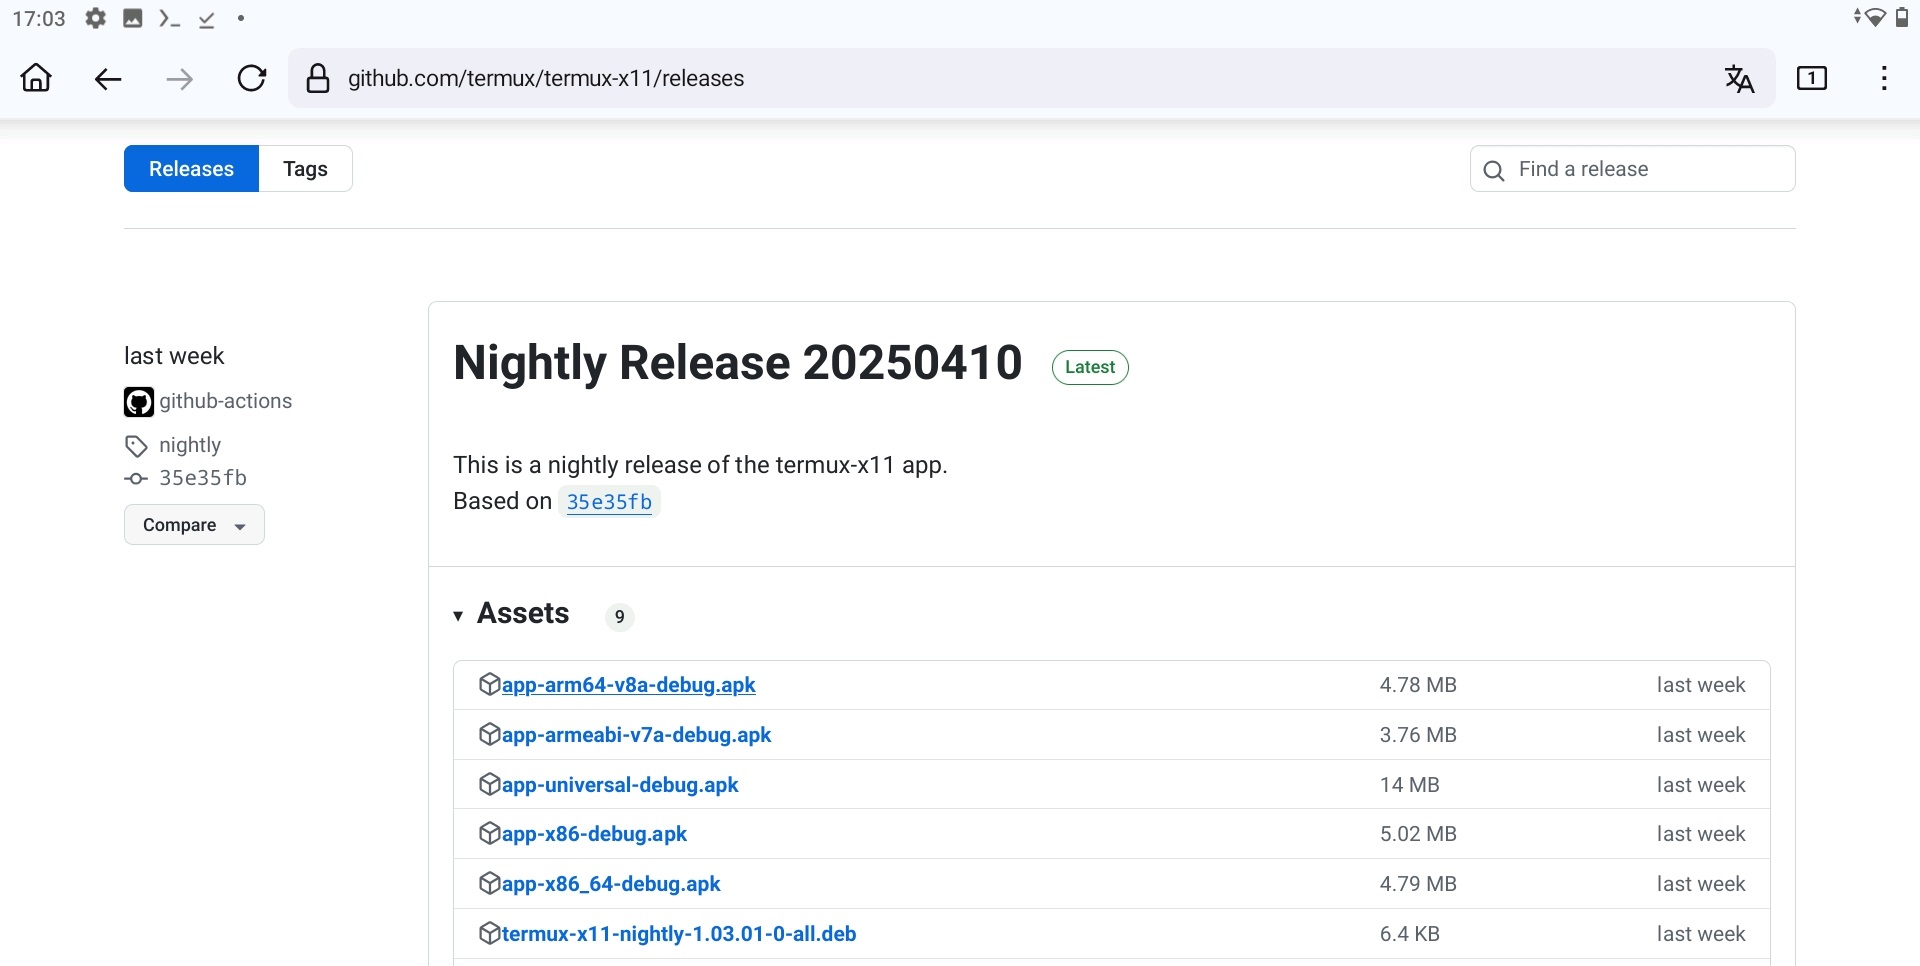 17:03
github.com/termux/termux-x11/releases
1
Releases
Tags
Find a release
last week
github-actions
nightly
35e35fb
Compare
Nightly Release 20250410
Latest
This is a nightly release of the termux-x11 app.
Based on 35e35fb
Assets 9
app-arm64-v8a-debug.apk 4.78 MB last week
app-armeabi-v7a-debug.apk 3.76 MB last week
app-universal-debug.apk 14 MB last week
app-x86-debug.apk 5.02 MB last week
app-x86_64-debug.apk 4.79 MB last week
termux-x11-nightly-1.03.01-0-all.deb 6.4 KB last week